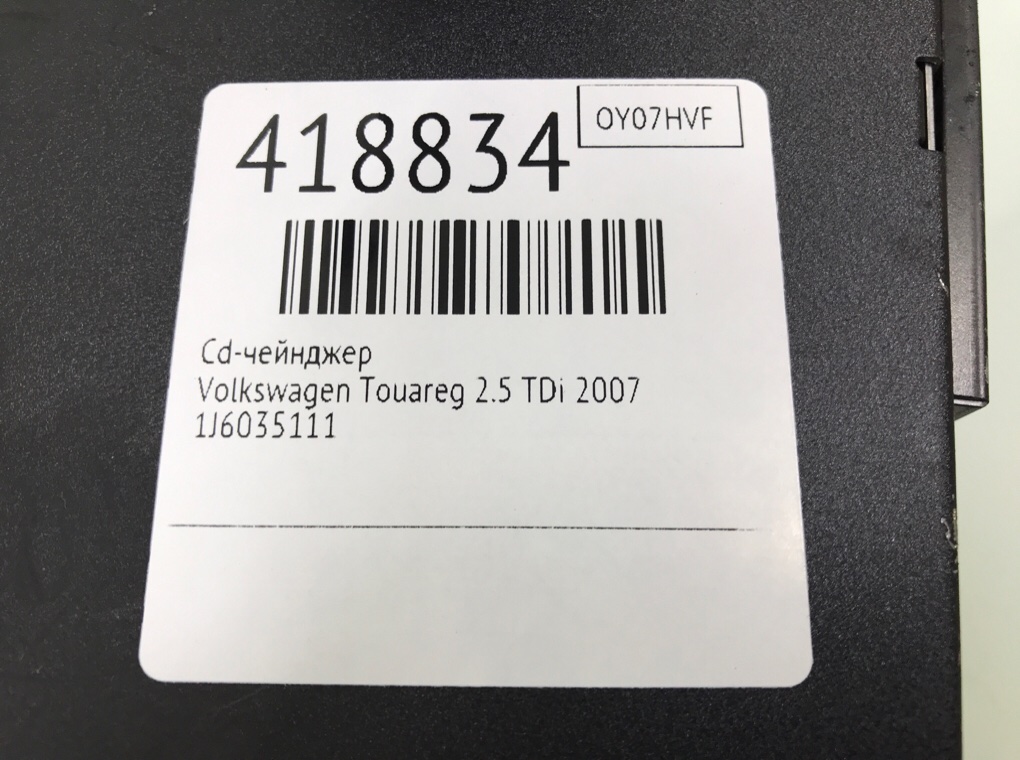 418834
OY07HVF
Cd-чейнджер
Volkswagen Touareg 2.5 TDi 2007
1J6035111